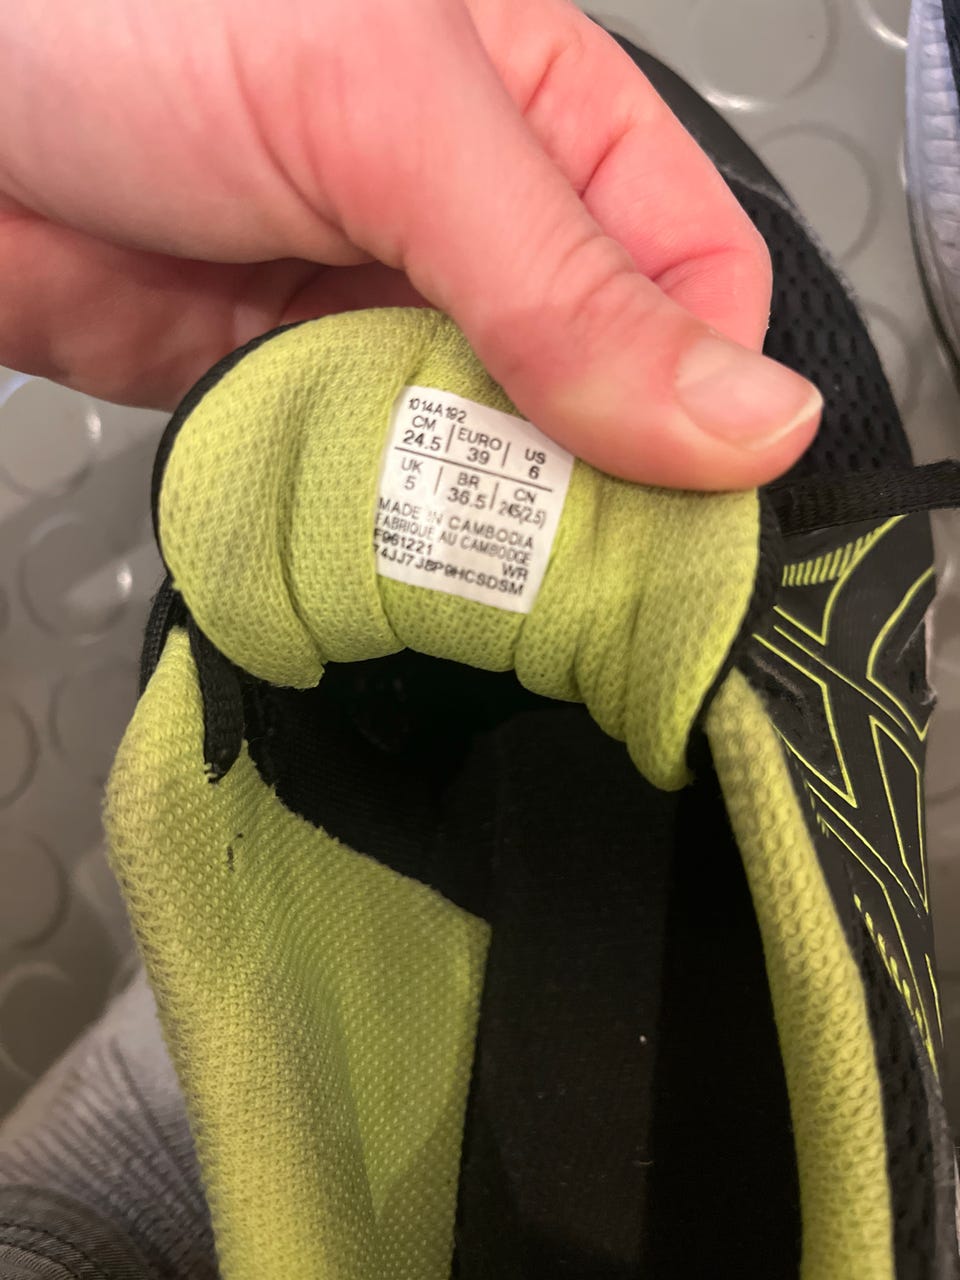 1014A192
CM EURO US
24.5 39 6
UK BR CN
5 36.5 245(2.5)
MADE IN CAMBODIA
FABRIQUE AU CAMBODGE
F961221 WR
74JJ7J8P9HCSDSM